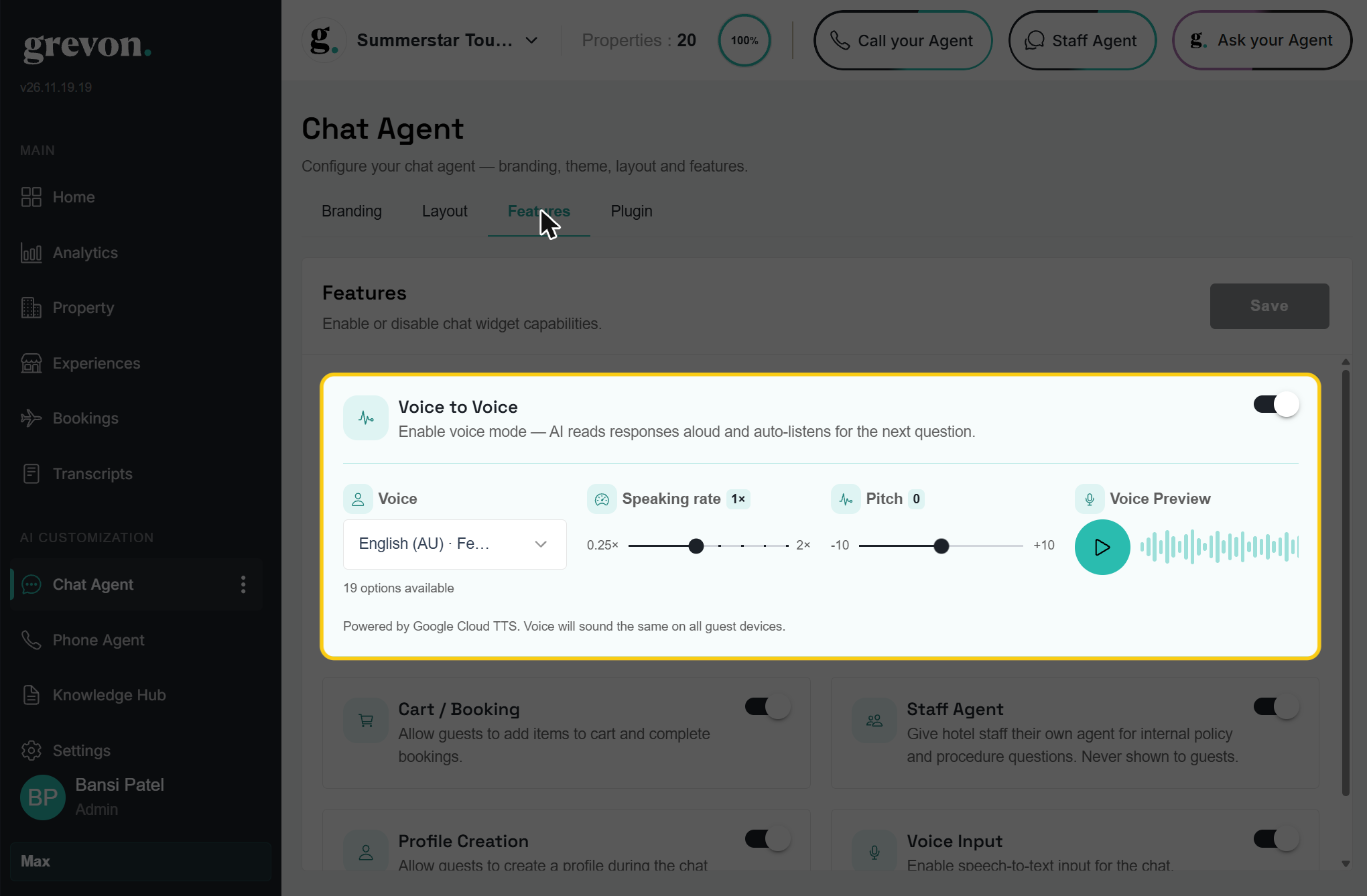 grevon.
v26.11.19.19
MAIN
Home
Analytics
Property
Experiences
Bookings
Transcripts
AI CUSTOMIZATION
Chat Agent
Phone Agent
Knowledge Hub
Settings
BP
Bansi Patel
Admin
Max
g.
Summerstar Tou...
Properties : 20
100%
Call your Agent
Staff Agent
g. Ask your Agent
Chat Agent
Configure your chat agent — branding, theme, layout and features.
Branding Layout Features Plugin
Features
Enable or disable chat widget capabilities.
Save
Voice to Voice
Enable voice mode — AI reads responses aloud and auto-listens for the next question.
Voice
English (AU) · Fe...
19 options available
Speaking rate 1×
0.25× 2×
Pitch 0
-10 +10
Voice Preview
Powered by Google Cloud TTS. Voice will sound the same on all guest devices.
Cart / Booking
Allow guests to add items to cart and complete
bookings.
Staff Agent
Give hotel staff their own agent for internal policy
and procedure questions. Never shown to guests.
Profile Creation
Allow guests to create a profile during the chat
Voice Input
Enable speech-to-text input for the chat.